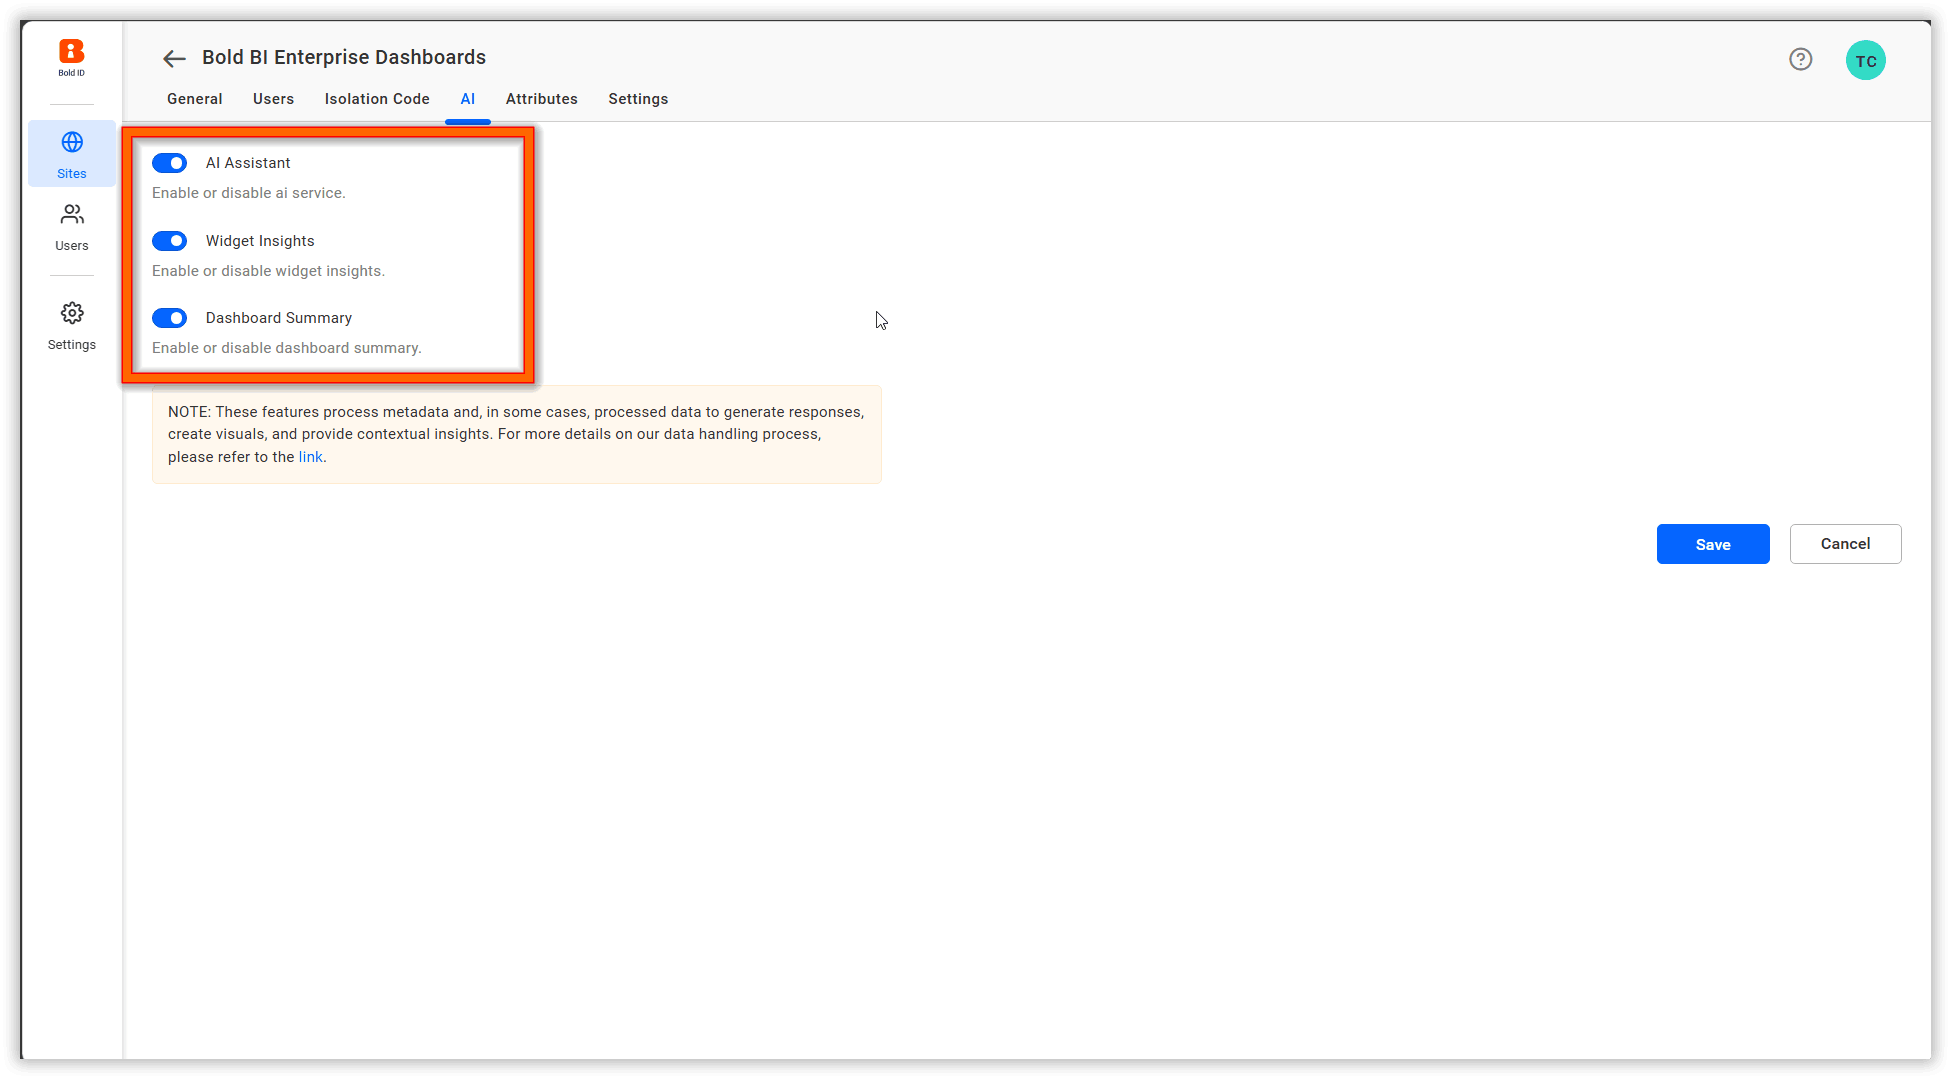 Bold ID
Sites
Users
Settings
Bold BI Enterprise Dashboards
TC
General Users Isolation Code AI Attributes Settings
AI Assistant
Enable or disable ai service.
Widget Insights
Enable or disable widget insights.
Dashboard Summary
Enable or disable dashboard summary.
NOTE: These features process metadata and, in some cases, processed data to generate responses,
create visuals, and provide contextual insights. For more details on our data handling process,
please refer to the link.
Save Cancel